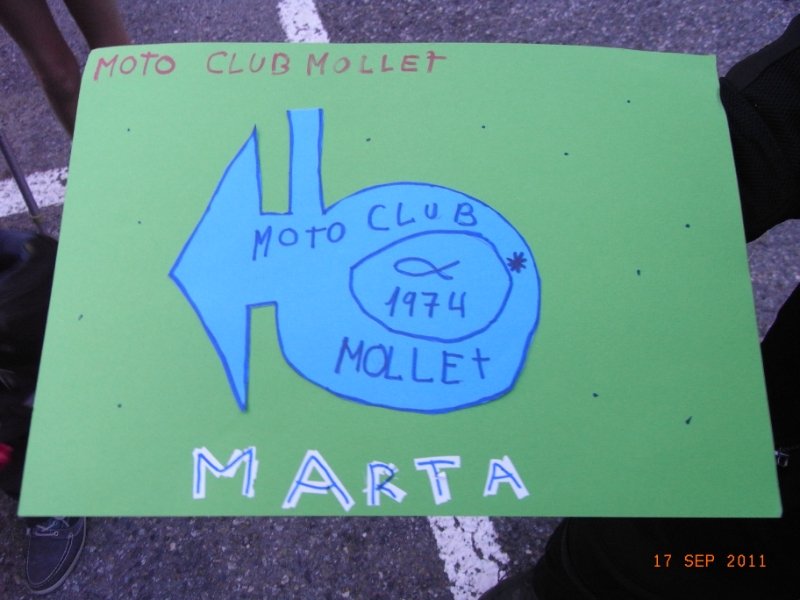 MOTO CLUB MOLLET
MOTO CLUB
1974
MOLLET
MARTA
17 SEP 2011